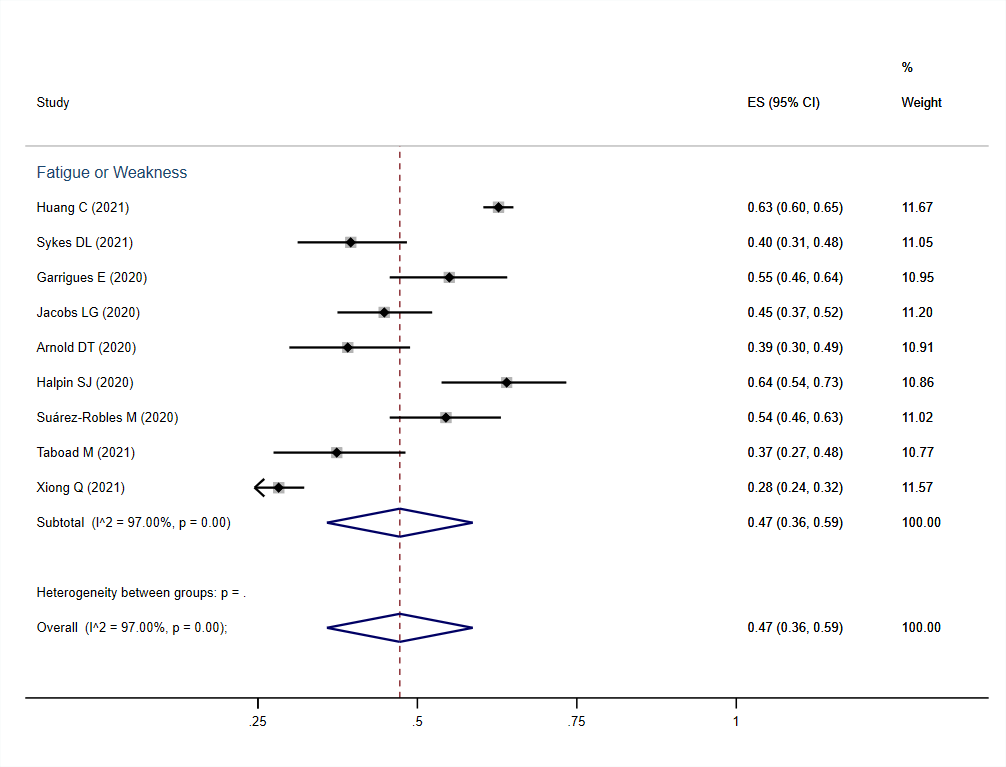 %
Study ES (95% CI) Weight
Fatigue or Weakness
Huang C (2021) 0.63 (0.60, 0.65) 11.67
Sykes DL (2021) 0.40 (0.31, 0.48) 11.05
Garrigues E (2020) 0.55 (0.46, 0.64) 10.95
Jacobs LG (2020) 0.45 (0.37, 0.52) 11.20
Arnold DT (2020) 0.39 (0.30, 0.49) 10.91
Halpin SJ (2020) 0.64 (0.54, 0.73) 10.86
Suárez-Robles M (2020) 0.54 (0.46, 0.63) 11.02
Taboad M (2021) 0.37 (0.27, 0.48) 10.77
Xiong Q (2021) 0.28 (0.24, 0.32) 11.57
Subtotal (I^2 = 97.00%, p = 0.00) 0.47 (0.36, 0.59) 100.00
Heterogeneity between groups: p = .
Overall (I^2 = 97.00%, p = 0.00); 0.47 (0.36, 0.59) 100.00
.25 .5 .75 1